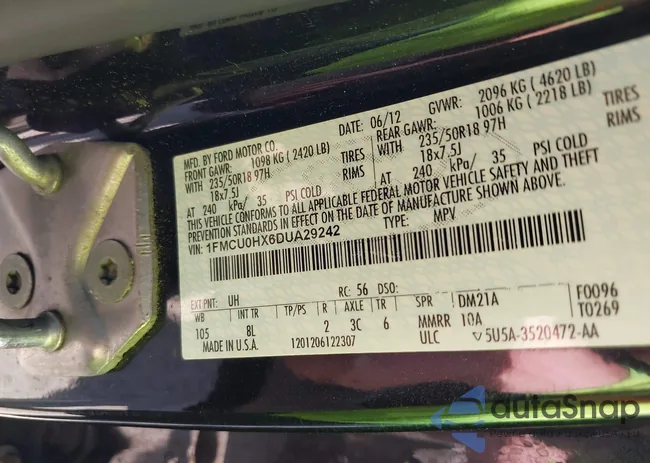 MFD. BY FORD MOTOR CO. DATE: 06/12 GVWR: 2096 KG ( 4620 LB)
FRONT GAWR: 1098 KG ( 2420 LB) REAR GAWR: 1006 KG ( 2218 LB)
WITH 235/50R18 97H TIRES WITH 235/50R18 97H TIRES
18x7.5J RIMS 18x7.5J RIMS
AT 240 kPa/ 35 PSI COLD AT 240 kPa/ 35 PSI COLD
THIS VEHICLE CONFORMS TO ALL APPLICABLE FEDERAL MOTOR VEHICLE SAFETY AND THEFT
PREVENTION STANDARDS IN EFFECT ON THE DATE OF MANUFACTURE SHOWN ABOVE.
VIN: 1FMCU0HX6DUA29242 TYPE: MPV
EXT PNT: UH RC: 56 DSO: F0096
WB INT TR TP/PS R AXLE TR SPR DM21A T0269
105 8L 2 3C 6 MMRR 10A
MADE IN U.S.A. 1201206122307 ULC 5U5A-3520472-AA
autoSnap